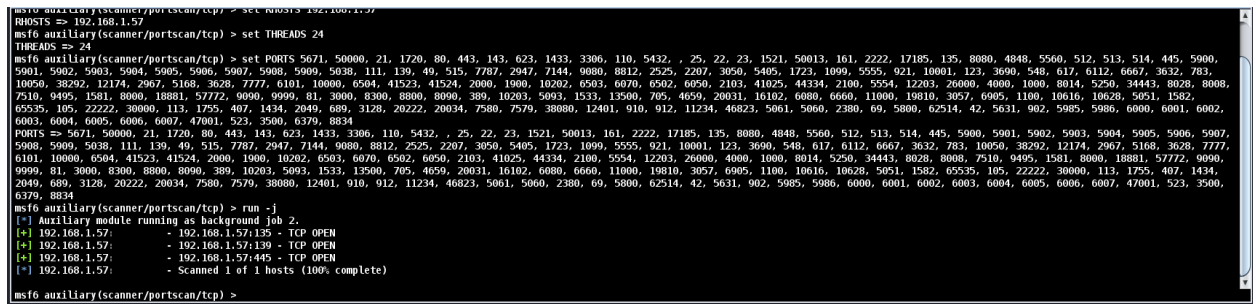 msf6 auxiliary(scanner/portscan/tcp) > set RHOSTS 192.168.1.57
RHOSTS => 192.168.1.57
msf6 auxiliary(scanner/portscan/tcp) > set THREADS 24
THREADS => 24
msf6 auxiliary(scanner/portscan/tcp) > set PORTS 5671, 50000, 21, 1720, 80, 443, 143, 623, 1433, 3306, 110, 5432, , 25, 22, 23, 1521, 50013, 161, 2222, 17185, 135, 8080, 4848, 5560, 512, 513, 514, 445, 5900,
5901, 5902, 5903, 5904, 5905, 5906, 5907, 5908, 5909, 5038, 111, 139, 49, 515, 7787, 2947, 7144, 9080, 8812, 2525, 2207, 3050, 5405, 1723, 1099, 5555, 921, 10001, 123, 3690, 548, 617, 6112, 6667, 3632, 783,
10050, 38292, 12174, 2967, 5168, 3628, 7777, 6101, 10000, 6504, 41523, 41524, 2000, 1900, 10202, 6503, 6070, 6502, 6050, 2103, 41025, 44334, 2100, 5554, 12203, 26000, 4000, 1000, 8014, 5250, 34443, 8028, 8008,
7510, 9495, 1581, 8000, 18881, 57772, 9090, 9999, 81, 3000, 8300, 8800, 8090, 389, 10203, 5093, 1533, 13500, 705, 4659, 20031, 16102, 6080, 6660, 11000, 19810, 3057, 6905, 1100, 10616, 10628, 5051, 1582,
65535, 105, 22222, 30000, 113, 1755, 407, 1434, 2049, 689, 3128, 20222, 20034, 7580, 7579, 38080, 12401, 910, 912, 11234, 46823, 5061, 5060, 2380, 69, 5800, 62514, 42, 5631, 902, 5985, 5986, 6000, 6001, 6002,
6003, 6004, 6005, 6006, 6007, 47001, 523, 3500, 6379, 8834
PORTS => 5671, 50000, 21, 1720, 80, 443, 143, 623, 1433, 3306, 110, 5432, , 25, 22, 23, 1521, 50013, 161, 2222, 17185, 135, 8080, 4848, 5560, 512, 513, 514, 445, 5900, 5901, 5902, 5903, 5904, 5905, 5906, 5907,
5908, 5909, 5038, 111, 139, 49, 515, 7787, 2947, 7144, 9080, 8812, 2525, 2207, 3050, 5405, 1723, 1099, 5555, 921, 10001, 123, 3690, 548, 617, 6112, 6667, 3632, 783, 10050, 38292, 12174, 2967, 5168, 3628, 7777,
6101, 10000, 6504, 41523, 41524, 2000, 1900, 10202, 6503, 6070, 6502, 6050, 2103, 41025, 44334, 2100, 5554, 12203, 26000, 4000, 1000, 8014, 5250, 34443, 8028, 8008, 7510, 9495, 1581, 8000, 18881, 57772, 9090,
9999, 81, 3000, 8300, 8800, 8090, 389, 10203, 5093, 1533, 13500, 705, 4659, 20031, 16102, 6080, 6660, 11000, 19810, 3057, 6905, 1100, 10616, 10628, 5051, 1582, 65535, 105, 22222, 30000, 113, 1755, 407, 1434,
2049, 689, 3128, 20222, 20034, 7580, 7579, 38080, 12401, 910, 912, 11234, 46823, 5061, 5060, 2380, 69, 5800, 62514, 42, 5631, 902, 5985, 5986, 6000, 6001, 6002, 6003, 6004, 6005, 6006, 6007, 47001, 523, 3500,
6379, 8834
msf6 auxiliary(scanner/portscan/tcp) > run -j
[*] Auxiliary module running as background job 2.
[+] 192.168.1.57: - 192.168.1.57:135 - TCP OPEN
[+] 192.168.1.57: - 192.168.1.57:139 - TCP OPEN
[+] 192.168.1.57: - 192.168.1.57:445 - TCP OPEN
[*] 192.168.1.57: - Scanned 1 of 1 hosts (100% complete)
msf6 auxiliary(scanner/portscan/tcp) >